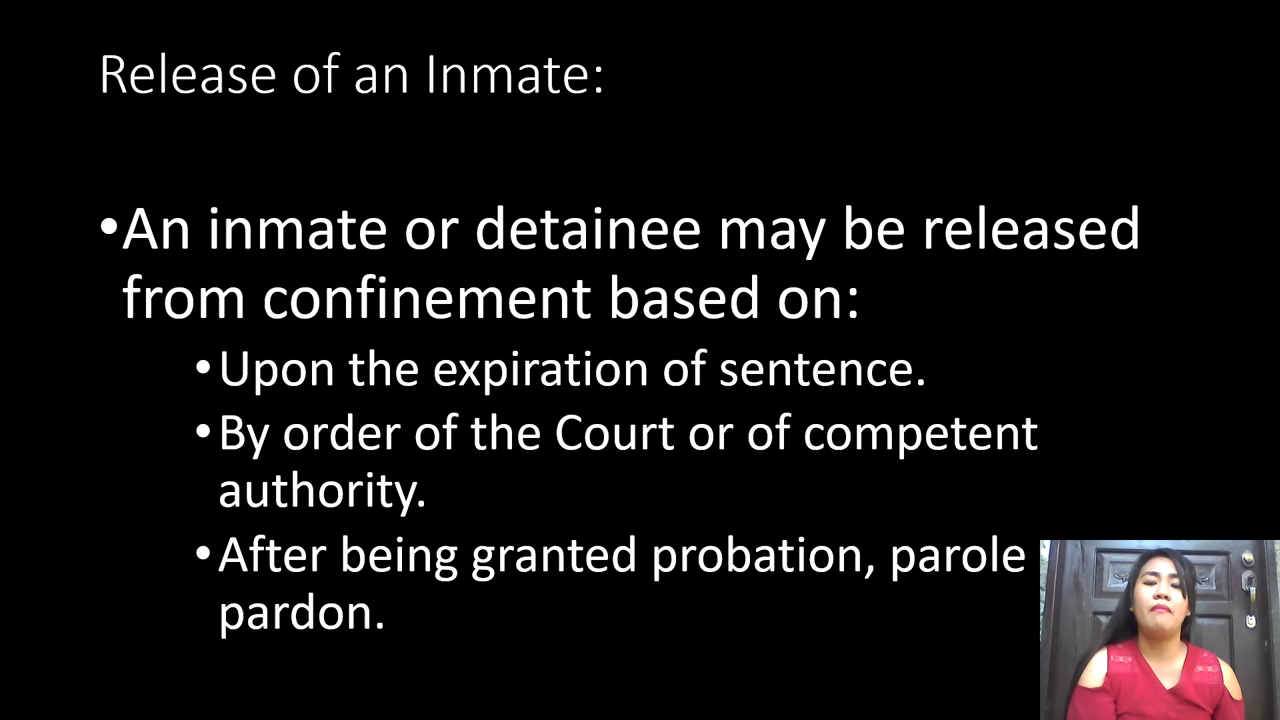 Release of an Inmate:
•An inmate or detainee may be released
from confinement based on:
•Upon the expiration of sentence.
•By order of the Court or of competent
authority.
•After being granted probation, parole
pardon.